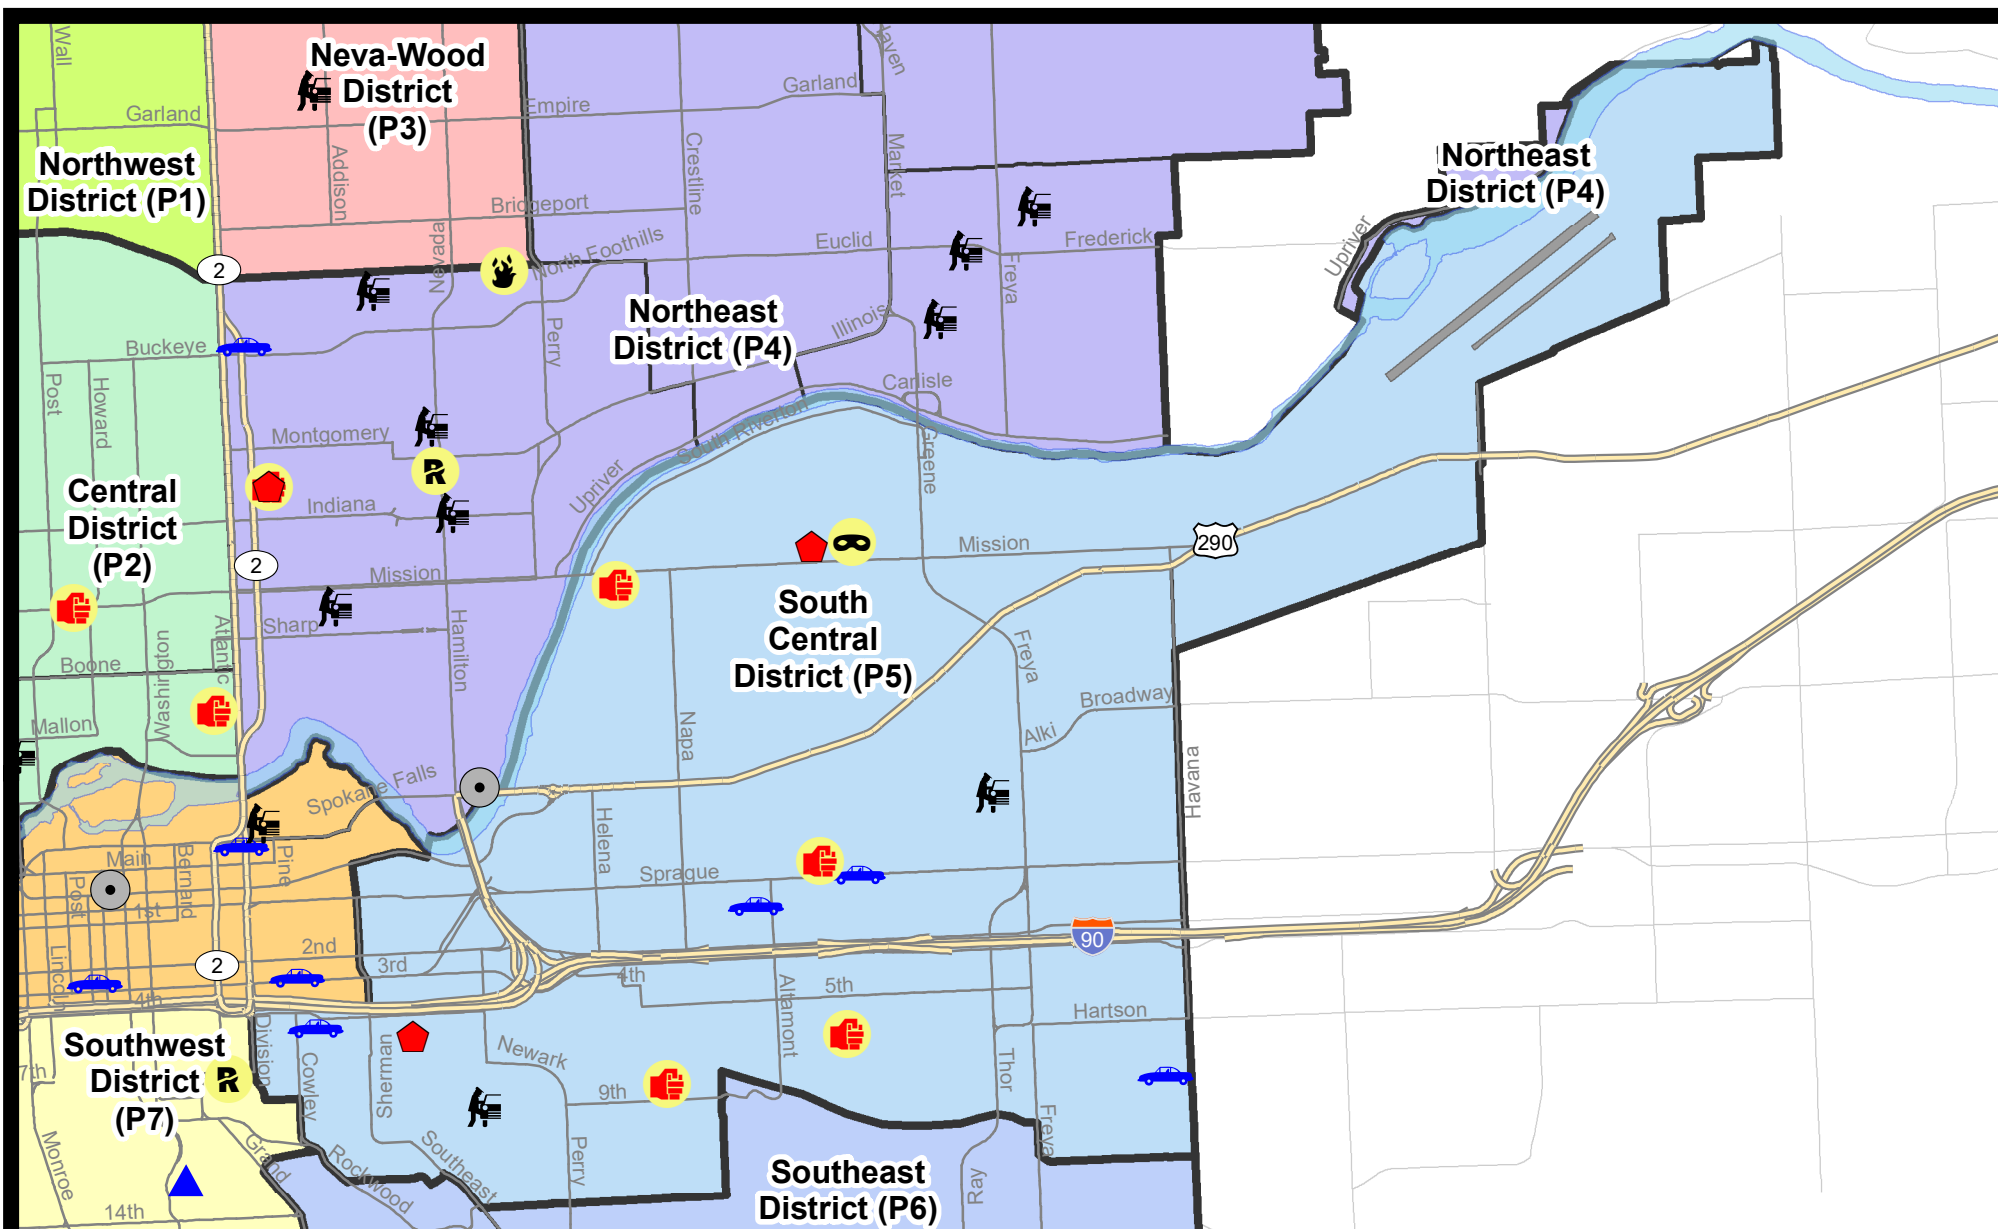 Wall
Neva-Wood
District
(P3)
Haven
Garland
Empire
Garland
Northwest
District (P1)
Addison
Crestline
Market
Northeast
District (P4)
Bridgeport
Nevada
North Foothills
Euclid
Frederick
Upriver
2
Freya
Northeast
District (P4)
Perry
Illinois
Buckeye
Post
Howard
Carlisle
South Riverton
Montgomery
Greene
Upriver
Central
District
(P2)
Indiana
Mission
290
2
Mission
South
Central
District (P5)
Sharp
Atlantic
Hamilton
Washington
Boone
Freya
Broadway
Mallon
Napa
Alki
Havana
Spokane Falls
Helena
Main
Bernard
Pine
Post
1st
Sprague
90
Lincoln
2nd
3rd
2
4th
4th
5th
Altamont
Hartson
Southwest
District
(P7)
Division
Cowley
Sherman
Newark
7th
9th
Thor
Freya
Monroe
Grand
Rockwood
Southeast
Perry
Southeast
District (P6)
Ray
14th
R
R